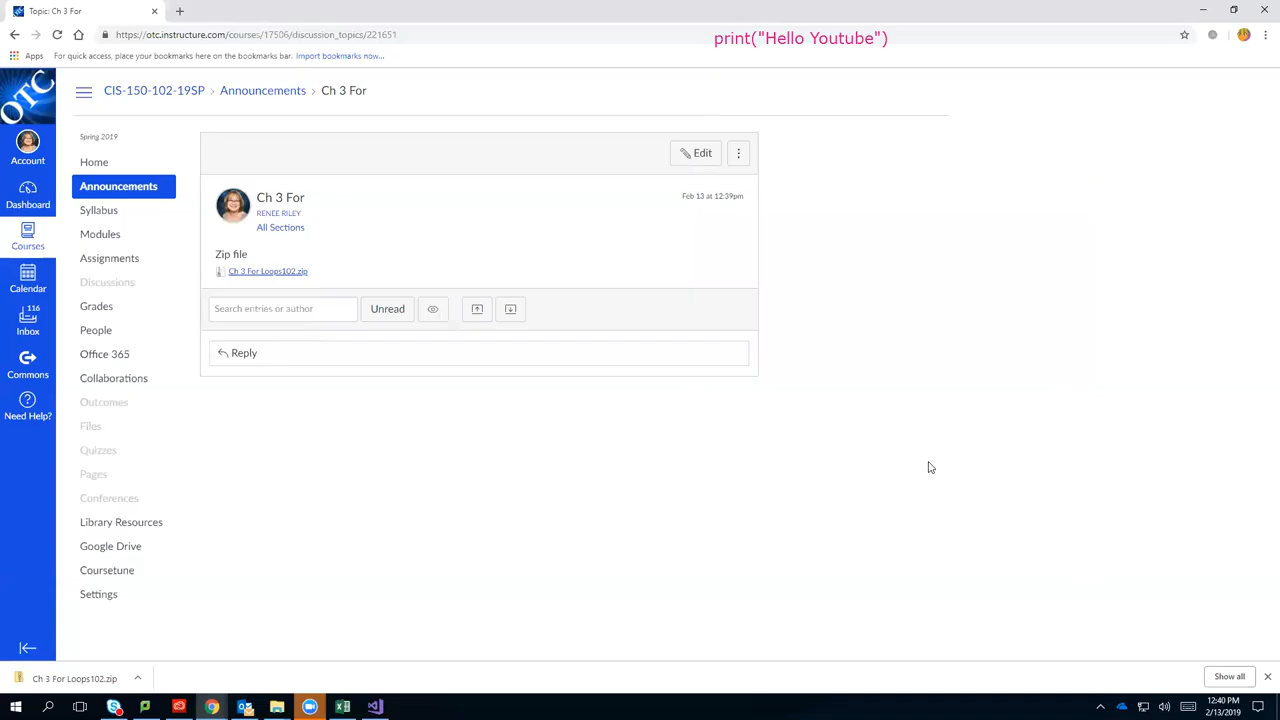 Topic: Ch 3 For
https://otc.instructure.com/courses/17506/discussion_topics/221651
print("Hello Youtube")
Apps For quick access, place your bookmarks here on the bookmarks bar. Import bookmarks now...
OTC
CIS-150-102-19SP > Announcements > Ch 3 For
Spring 2019
Account
Dashboard
Courses
Calendar
116
Inbox
Commons
Need Help?
Home
Announcements
Syllabus
Modules
Assignments
Discussions
Grades
People
Office 365
Collaborations
Outcomes
Files
Quizzes
Pages
Conferences
Library Resources
Google Drive
Coursetune
Settings
Edit
Ch 3 For
Feb 13 at 12:39pm
RENEE RILEY
All Sections
Zip file
Ch 3 For Loops102.zip
Search entries or author
Unread
Reply
Ch 3 For Loops102.zip
Show all
12:40 PM
2/13/2019